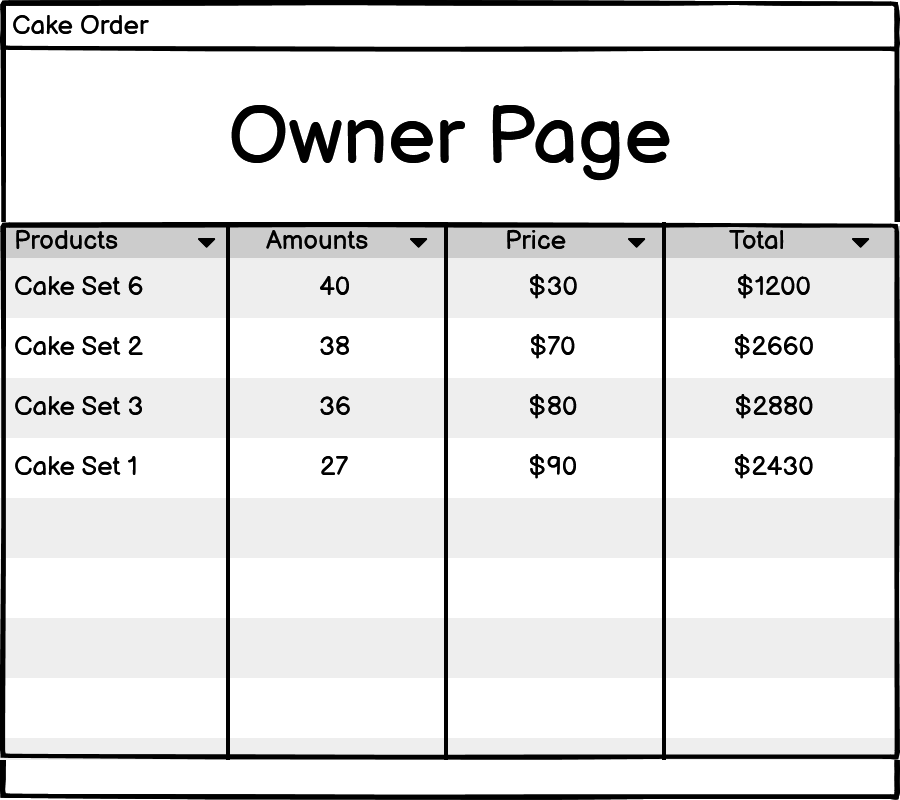 Cake Order
Owner Page
Products Amounts Price Total
Cake Set 6 40 $30 $1200
Cake Set 2 38 $70 $2660
Cake Set 3 36 $80 $2880
Cake Set 1 27 $90 $2430